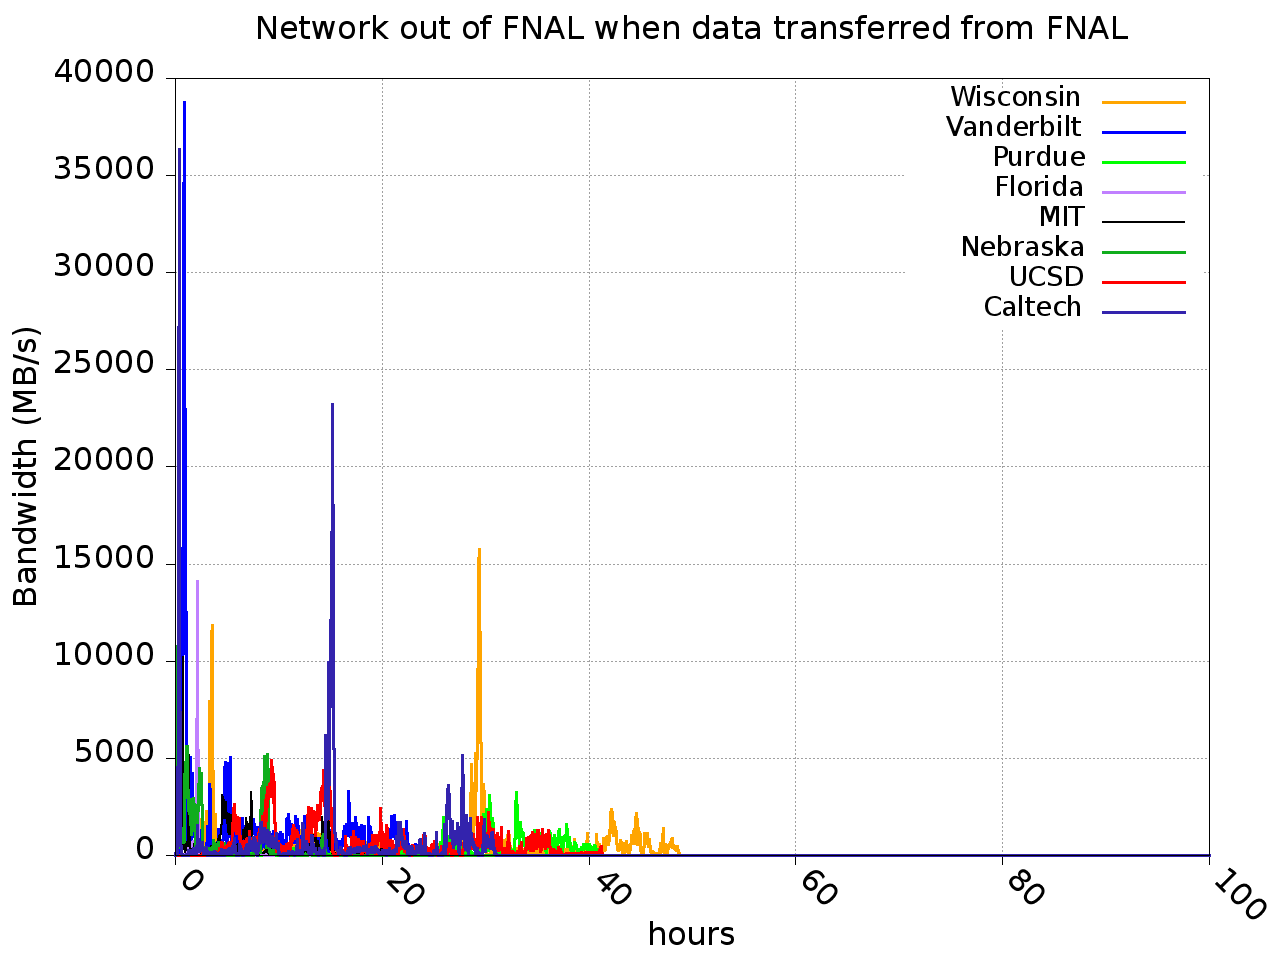 Network out of FNAL when data transferred from FNAL
40000
35000
30000
25000
20000
15000
10000
5000
0
Bandwidth (MB/s)
Wisconsin
Vanderbilt
Purdue
Florida
MIT
Nebraska
UCSD
Caltech
0 20 40 60 80 100
hours